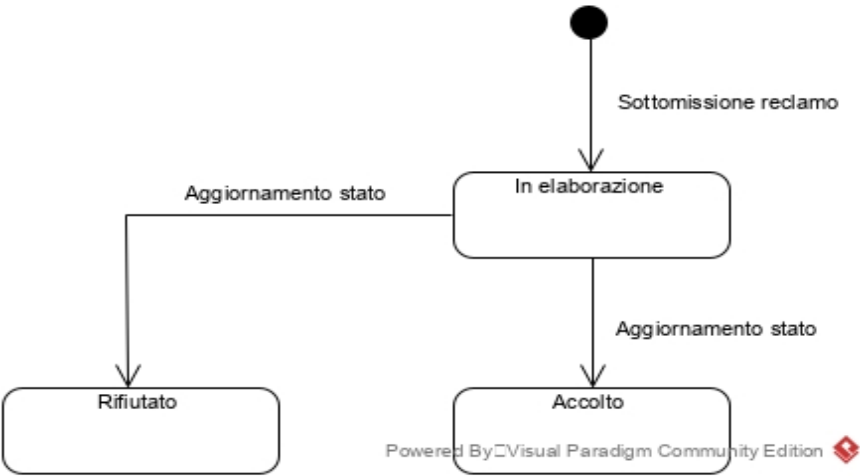 Sottomissione reclamo
In elaborazione
Aggiornamento stato
Aggiornamento stato
Rifiutato
Accolto
Powered By Visual Paradigm Community Edition